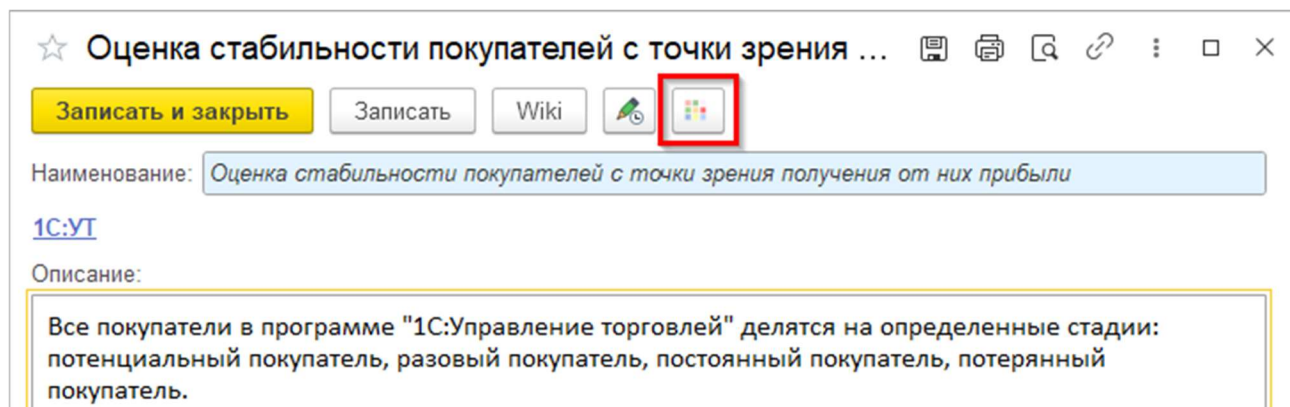 Оценка стабильности покупателей с точки зрения ...
Записать и закрыть Записать Wiki
Наименование: Оценка стабильности покупателей с точки зрения получения от них прибыли
1С:УТ
Описание:
Все покупатели в программе "1С:Управление торговлей" делятся на определенные стадии:
потенциальный покупатель, разовый покупатель, постоянный покупатель, потерянный
покупатель.